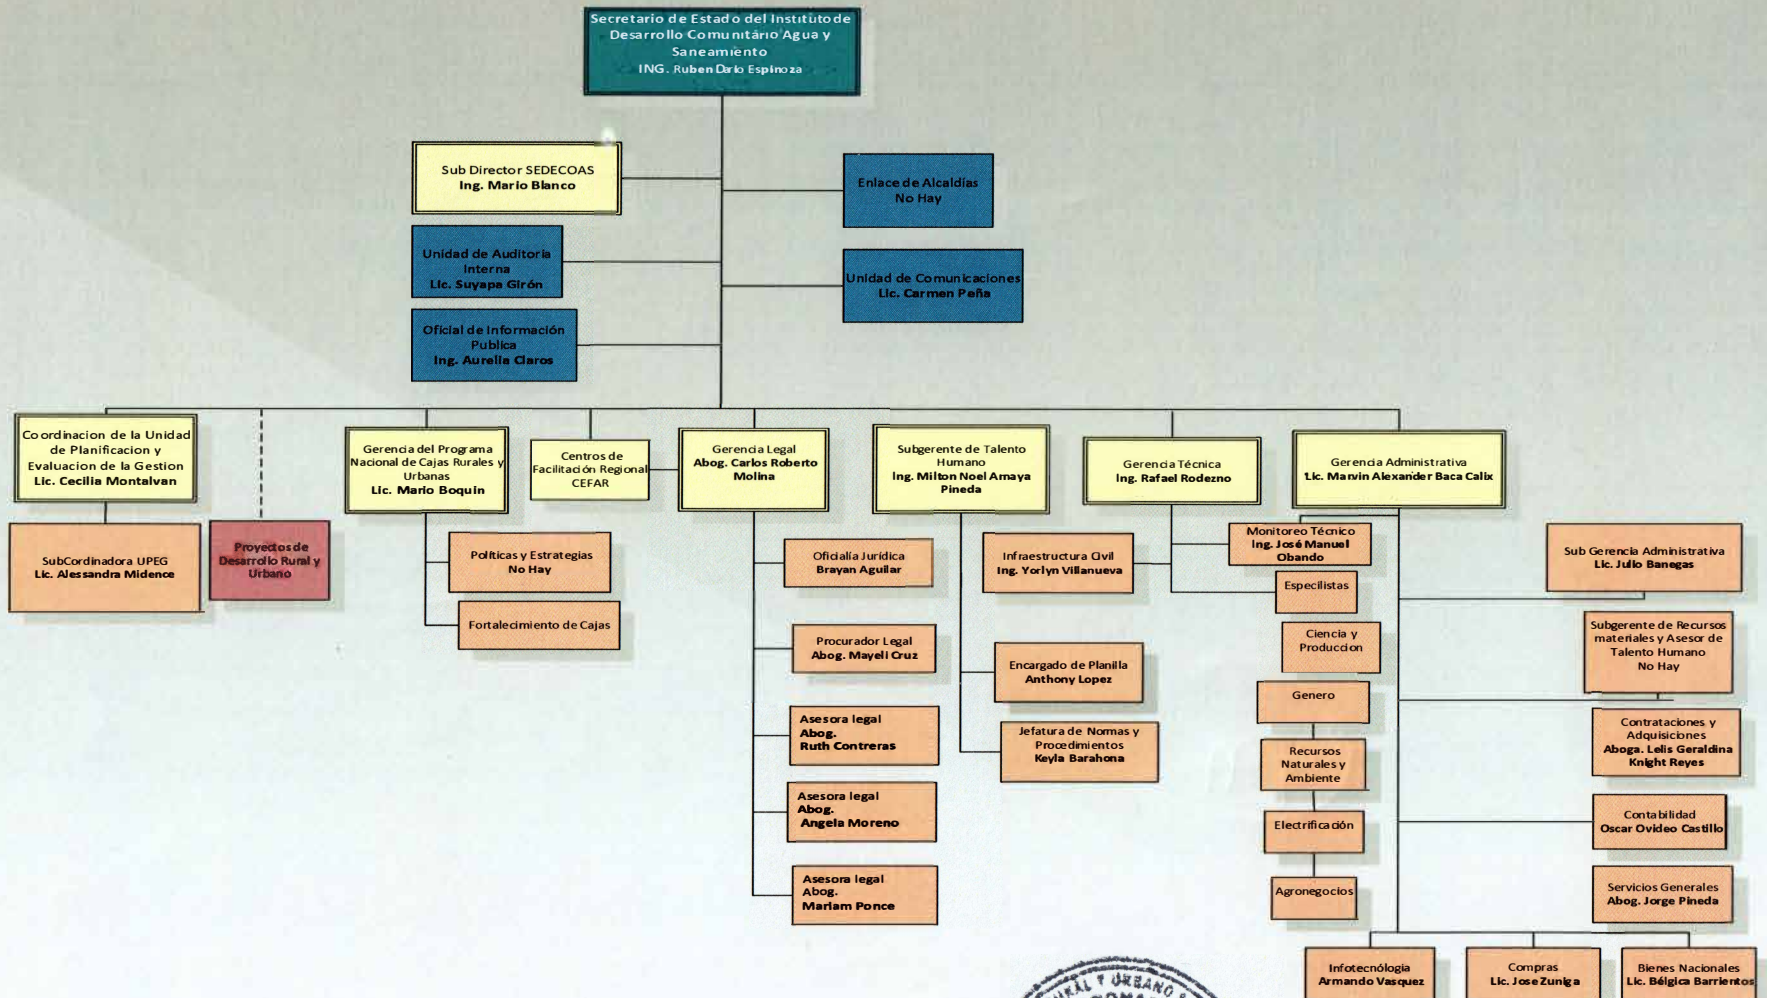 Secretario de Estado del Instituto de
Desarrollo Comunitário Agua y
Saneamiento
ING. Ruben Dario Espinoza
Sub Director SEDECOAS
Ing. Mario Blanco
Enlace de Alcaldías
No Hay
Unidad de Auditoria
Interna
Lic. Suyapa Girón
Unidad de Comunicaciones
Lic. Carmen Peña
Oficial de Información
Publica
Ing. Aurelia Claros
Coordinacion de la Unidad
de Planificacion y
Evaluacion de la Gestion
Lic. Cecilia Montalvan
Gerencia del Programa
Nacional de Cajas Rurales y
Urbanas
Lic. Mario Boquin
Centros de
Facilitación Regional
CEFAR
Gerencia Legal
Abog. Carlos Roberto
Molina
Subgerente de Talento
Humano
Ing. Milton Noel Amaya
Pineda
Gerencia Técnica
Ing. Rafael Rodezno
Gerencia Administrativa
Lic. Marvin Alexander Baca Calix
SubCordinadora UPEG
Lic. Alessandra Midence
Proyectos de
Desarrollo Rural y
Urbano
Políticas y Estrategias
No Hay
Fortalecimiento de Cajas
Oficialía Jurídica
Brayan Aguilar
Procurador Legal
Abog. Mayeli Cruz
Asesora legal
Abog.
Ruth Contreras
Asesora legal
Abog.
Angela Moreno
Asesora legal
Abog.
Mariam Ponce
Infraestructura Civil
Ing. Yorlyn Villanueva
Encargado de Planilla
Anthony Lopez
Jefatura de Normas y
Procedimientos
Keyla Barahona
Monitoreo Técnico
Ing. José Manuel
Obando
Especilistas
Ciencia y
Produccion
Genero
Recursos
Naturales y
Ambiente
Electrificación
Agronegocios
Sub Gerencia Administrativa
Lic. Julio Banegas
Subgerente de Recursos
materiales y Asesor de
Talento Humano
No Hay
Contrataciones y
Adquisiciones
Aboga. Lelis Geraldina
Knight Reyes
Contabilidad
Oscar Ovideo Castillo
Servicios Generales
Abog. Jorge Pineda
Infotecnólogia
Armando Vasquez
Compras
Lic. Jose Zuniga
Bienes Nacionales
Lic. Bélgica Barrientos
Y URBANO